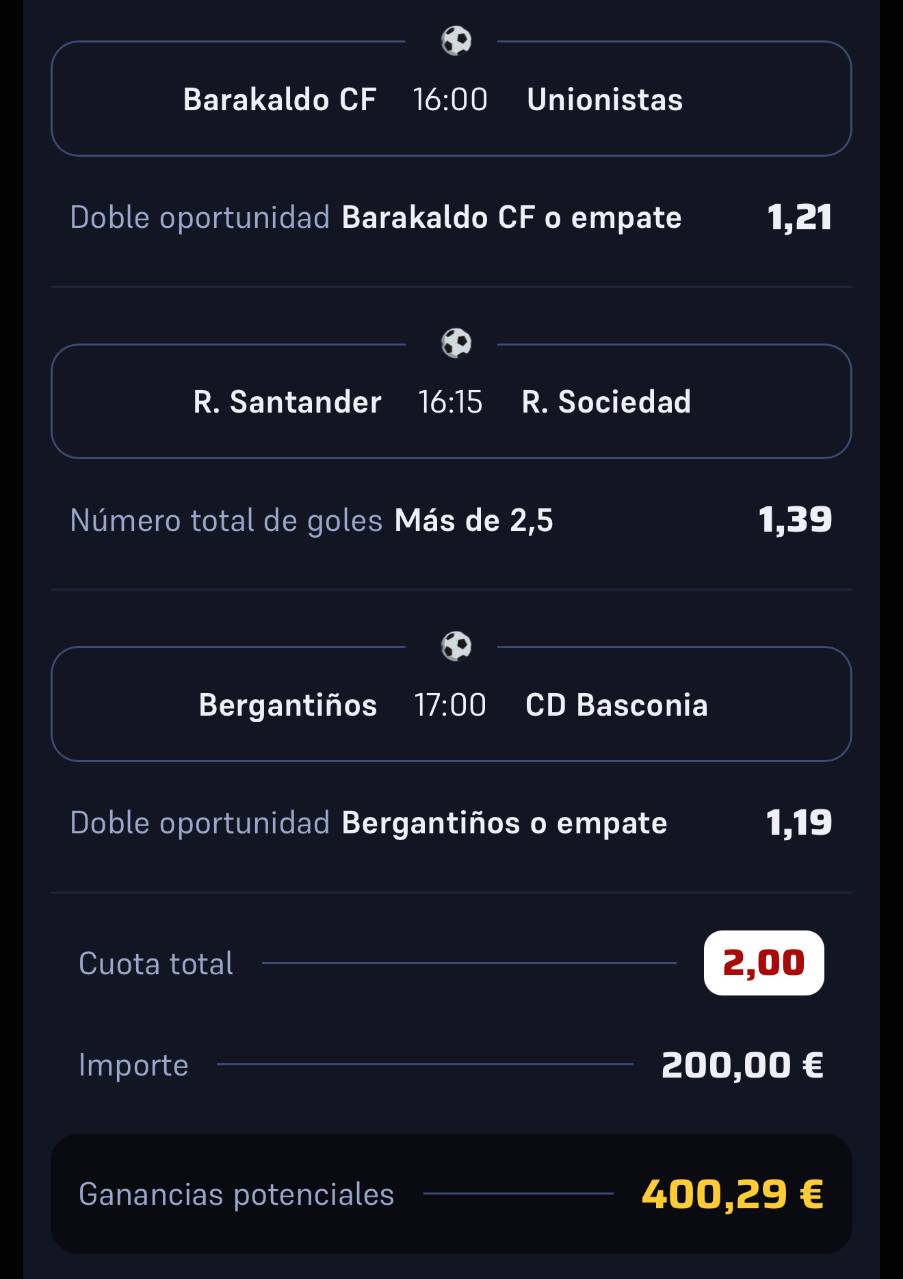 Barakaldo CF 16:00 Unionistas
Doble oportunidad Barakaldo CF o empate 1,21
R. Santander 16:15 R. Sociedad
Número total de goles Más de 2,5 1,39
Bergantiños 17:00 CD Basconia
Doble oportunidad Bergantiños o empate 1,19
Cuota total 2,00
Importe 200,00 €
Ganancias potenciales 400,29 €